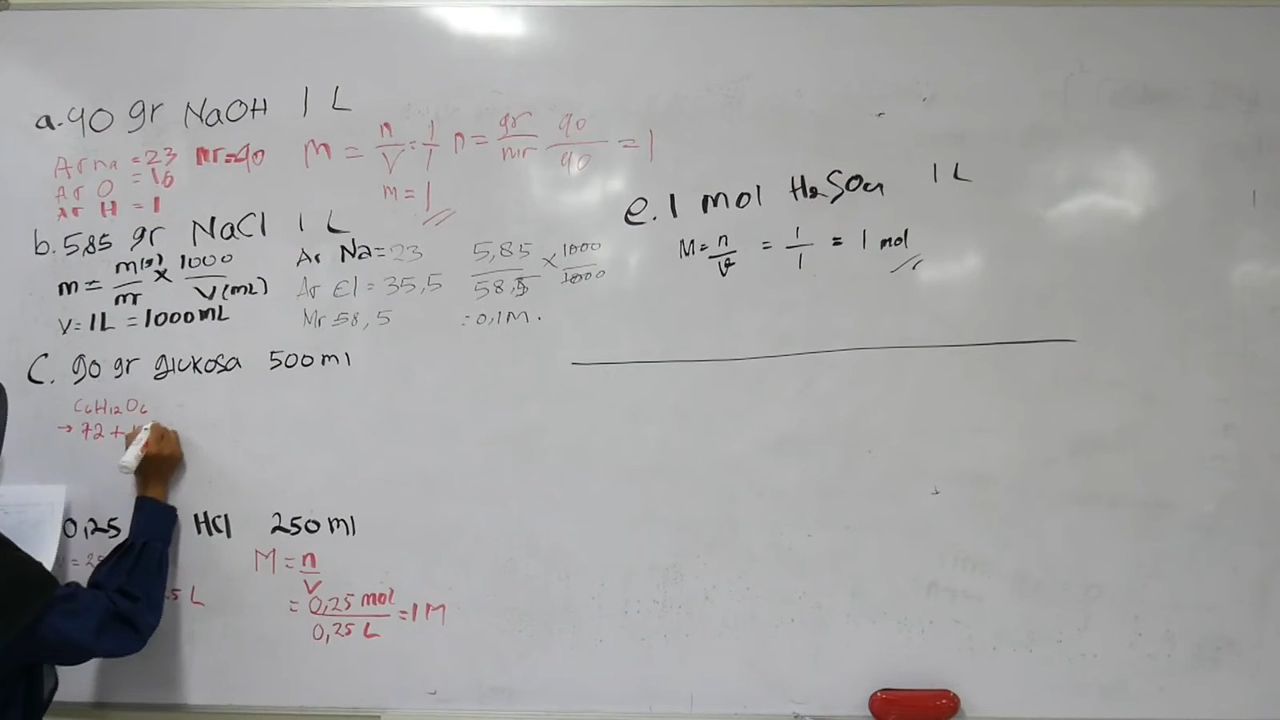 a. 40 gr NaOH 1 L
Ar na = 23 mr = 40 M = n/V = 1/1 n = gr/mr 40/40 = 1
Ar O = 16 m = 1
Ar H = 1
b. 5,85 gr NaCl 1 L
m = m(g)/mr × 1000/V(mL) Ar Na = 23 5,85/58,5 × 1000/1000
Ar Cl = 35,5
V = 1L = 1000 mL Mr = 58,5 = 0,1 M.
C. 90 gr glukosa 500 ml
C6H12O6
→ 72 +
0,25 HCl 250 ml
M = n/V
= 0,25 mol/0,25 L = 1 M
L
e. 1 mol H2SO4 1 L
M = n/v = 1/1 = 1 mol